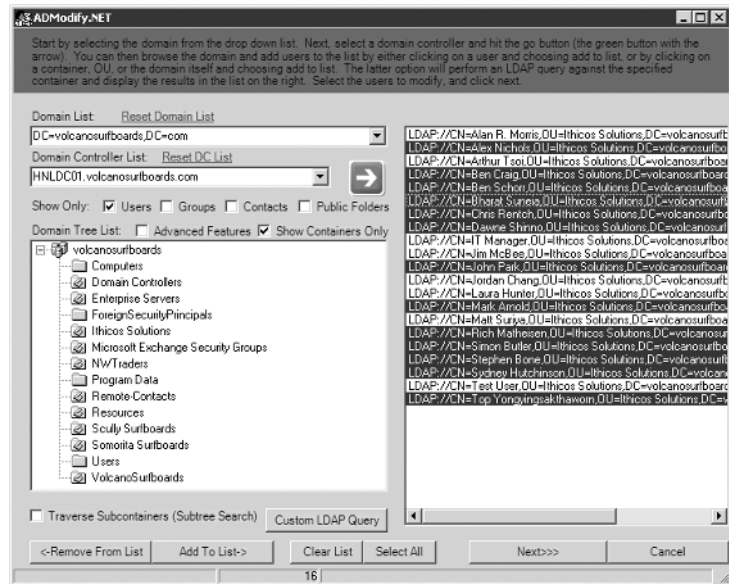 ADModify.NET
Start by selecting the domain from the drop down list. Next, select a domain controller and hit the go button (the green button with the
arrow). You can then browse the domain and add users to the list by either clicking on a user and choosing add to list, or by clicking on
a container, OU, or the domain itself and choosing add to list. The latter option will perform an LDAP query against the specified
container and display the results in the list on the right. Select the users to modify, and click next.
Domain List: Reset Domain List
DC=volcanosurfboards,DC=com
Domain Controller List: Reset DC List
HNLDC01.volcanosurfboards.com
Show Only: Users Groups Contacts Public Folders
Domain Tree List: Advanced Features Show Containers Only
volcanosurfboards
Computers
Domain Controllers
Enterprise Servers
ForeignSecurityPrincipals
Ithicos Solutions
Microsoft Exchange Security Groups
NWTraders
Program Data
Remote-Contacts
Resources
Scully Surfboards
Somorita Surfboards
Users
VolcanoSurfboards
Traverse Subcontainers (Subtree Search)
Custom LDAP Query
LDAP://CN=Alan R. Morris,OU=Ithicos Solutions,DC=volcanosurfb
LDAP://CN=Alex Nichols,OU=Ithicos Solutions,DC=volcanosurfbo
LDAP://CN=Arthur Tsoi,OU=Ithicos Solutions,DC=volcanosurfboar
LDAP://CN=Ben Craig,OU=Ithicos Solutions,DC=volcanosurfboard
LDAP://CN=Ben Schorr,OU=Ithicos Solutions,DC=volcanosurfboa
LDAP://CN=Bharat Suneja,OU=Ithicos Solutions,DC=volcanosurf
LDAP://CN=Chris Rentch,OU=Ithicos Solutions,DC=volcanosurfbo
LDAP://CN=Dawne Shinno,OU=Ithicos Solutions,DC=volcanosurf
LDAP://CN=IT Manager,OU=Ithicos Solutions,DC=volcanosurfboa
LDAP://CN=Jim McBee,OU=Ithicos Solutions,DC=volcanosurfboa
LDAP://CN=John Park,OU=Ithicos Solutions,DC=volcanosurfboar
LDAP://CN=Jordan Chang,OU=Ithicos Solutions,DC=volcanosurfb
LDAP://CN=Laura Hunter,OU=Ithicos Solutions,DC=volcanosurfbo
LDAP://CN=Mark Arnold,OU=Ithicos Solutions,DC=volcanosurfbo
LDAP://CN=Matt Suriya,OU=Ithicos Solutions,DC=volcanosurfboa
LDAP://CN=Rich Matheisen,OU=Ithicos Solutions,DC=volcanosurf
LDAP://CN=Simon Butler,OU=Ithicos Solutions,DC=volcanosurfbo
LDAP://CN=Stephen Bone,OU=Ithicos Solutions,DC=volcanosurfb
LDAP://CN=Sydney Hutchinson,OU=Ithicos Solutions,DC=volcan
LDAP://CN=Test User,OU=Ithicos Solutions,DC=volcanosurfboard
LDAP://CN=Top Yongyingsakthaworn,OU=Ithicos Solutions,DC=v
<-Remove From List Add To List-> Clear List Select All Next>>> Cancel
16